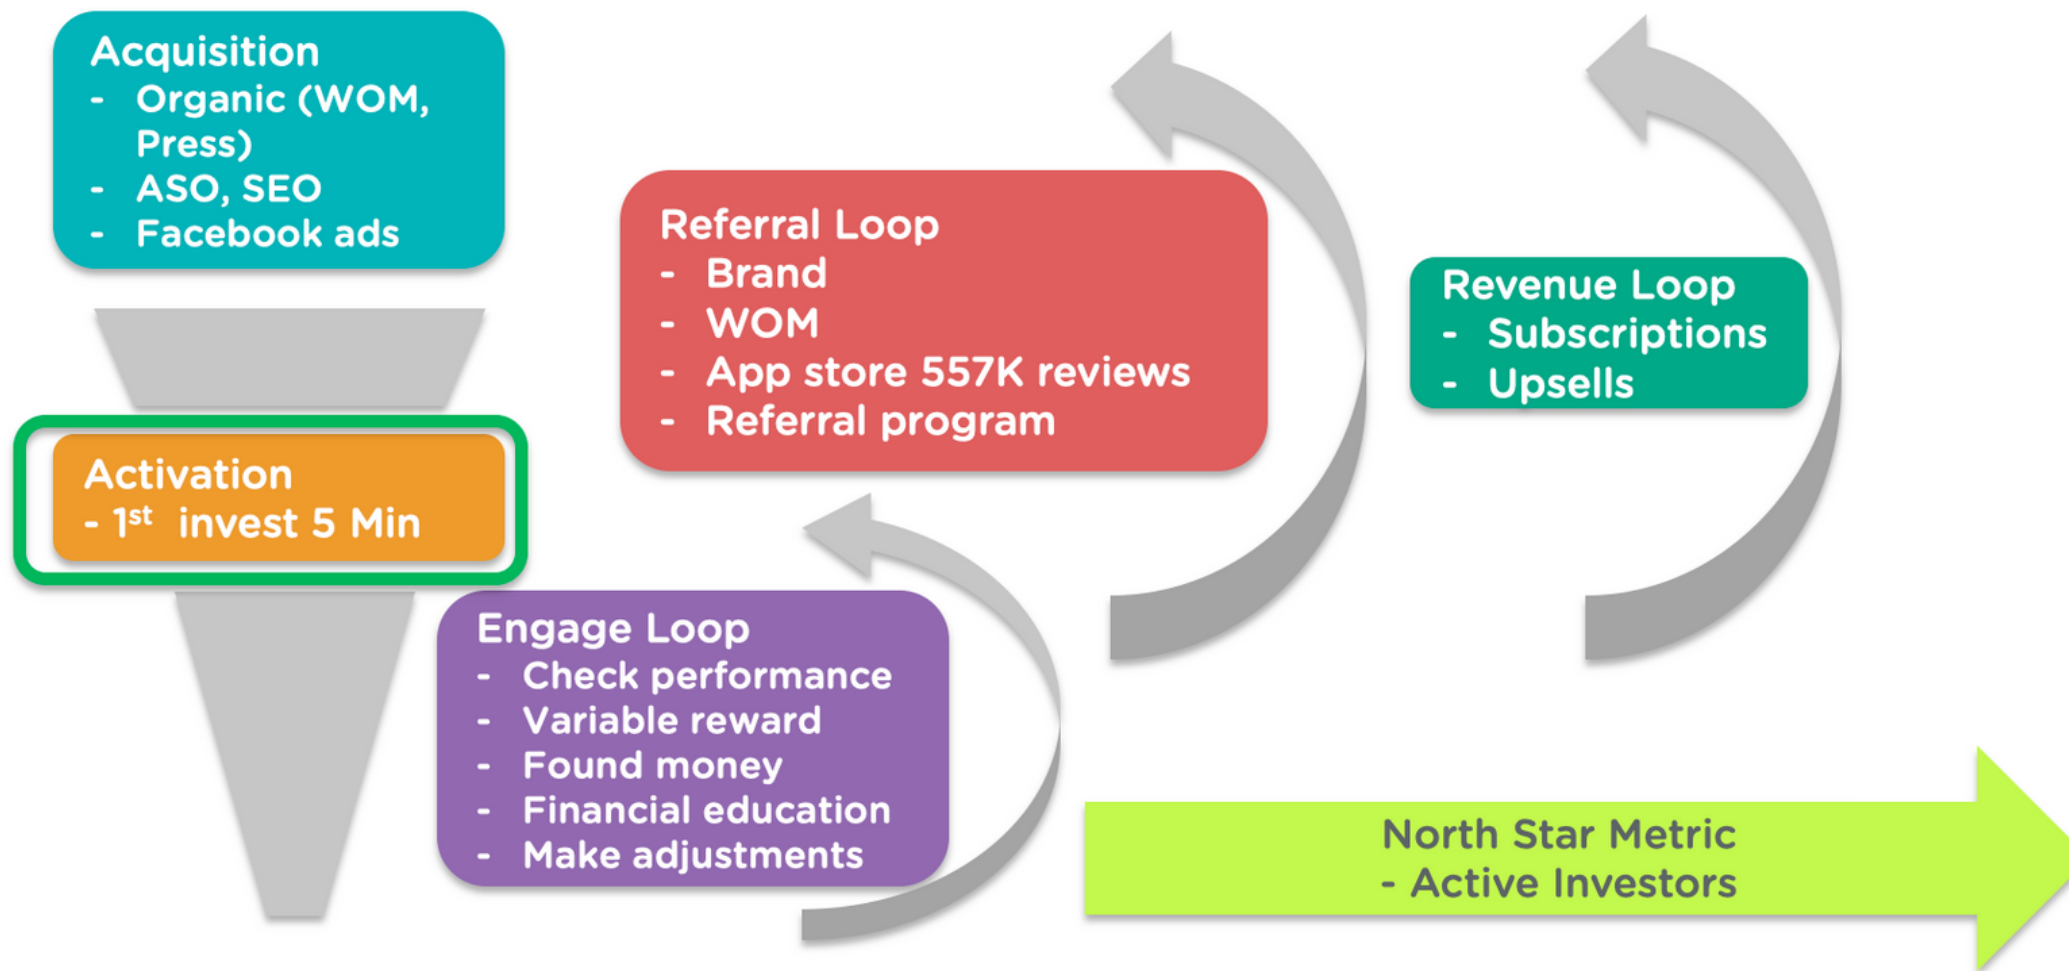 Acquisition
- Organic (WOM,
Press)
- ASO, SEO
- Facebook ads
Activation
- 1st invest 5 Min
Engage Loop
- Check performance
- Variable reward
- Found money
- Financial education
- Make adjustments
Referral Loop
- Brand
- WOM
- App store 557K reviews
- Referral program
Revenue Loop
- Subscriptions
- Upsells
North Star Metric
- Active Investors